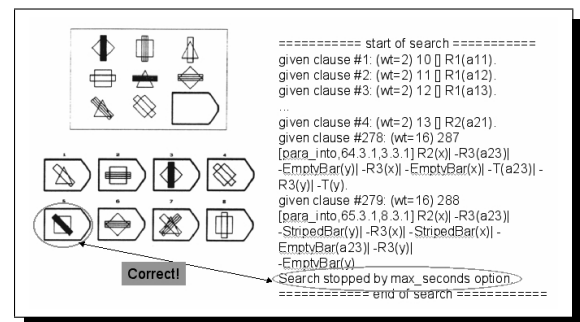 =========== start of search ===========
given clause #1: (wt=2) 10 [] R1(a11).
given clause #2: (wt=2) 11 [] R1(a12).
given clause #3: (wt=2) 12 [] R1(a13).
...
given clause #4: (wt=2) 13 [] R2(a21).
given clause #278: (wt=16) 287
[para_into,64.3.1,3.3.1] R2(x)| -R3(a23)|
-EmptyBar(y)| -R3(x)| -EmptyBar(x)| -T(a23)| -
R3(y)| -T(y).
given clause #279: (wt=16) 288
[para_into,65.3.1,8.3.1] R2(x)| -R3(a23)|
-StripedBar(y)| -R3(x)| -StripedBar(x)| -
EmptyBar(a23)| -R3(y)|
-EmptyBar(y)
Search stopped by max_seconds option.
============ end of search ============
1 2 3 4
5 6 7 8
Correct!